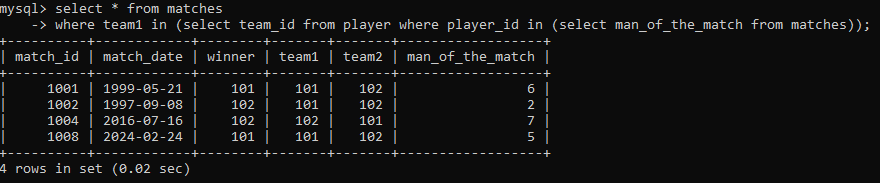 mysql> select * from matches
    -> where team1 in (select team_id from player where player_id in (select man_of_the_match from matches));
+----------+------------+--------+-------+-------+------------------+
| match_id | match_date | winner | team1 | team2 | man_of_the_match |
+----------+------------+--------+-------+-------+------------------+
|     1001 | 1999-05-21 |    101 |   101 |   102 |                6 |
|     1002 | 1997-09-08 |    102 |   101 |   102 |                2 |
|     1004 | 2016-07-16 |    102 |   102 |   101 |                7 |
|     1008 | 2024-02-24 |    101 |   101 |   102 |                5 |
+----------+------------+--------+-------+-------+------------------+
4 rows in set (0.02 sec)